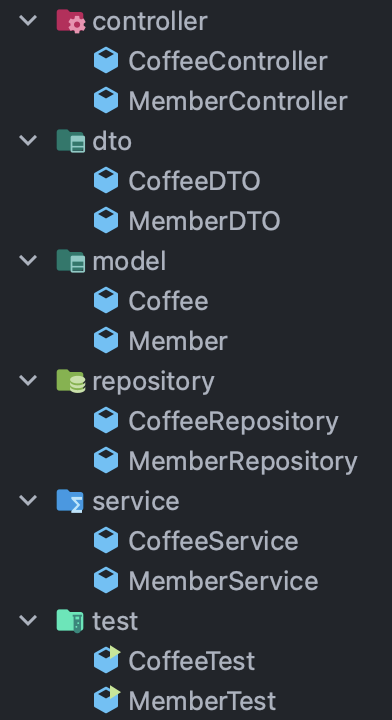 controller
CoffeeController
MemberController
dto
CoffeeDTO
MemberDTO
model
Coffee
Member
repository
CoffeeRepository
MemberRepository
service
CoffeeService
MemberService
test
CoffeeTest
MemberTest